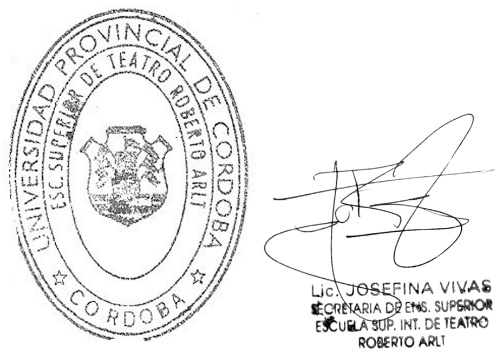 UNIVERSIDAD PROVINCIAL DE CORDOBA
ESC. SUPERIOR DE TEATRO ROBERTO ARLT
CORDOBA
Lic. JOSEFINA VIVAS
SECRETARIA DE ENS. SUPERIOR
ESCUELA SUP. INT. DE TEATRO
ROBERTO ARLT